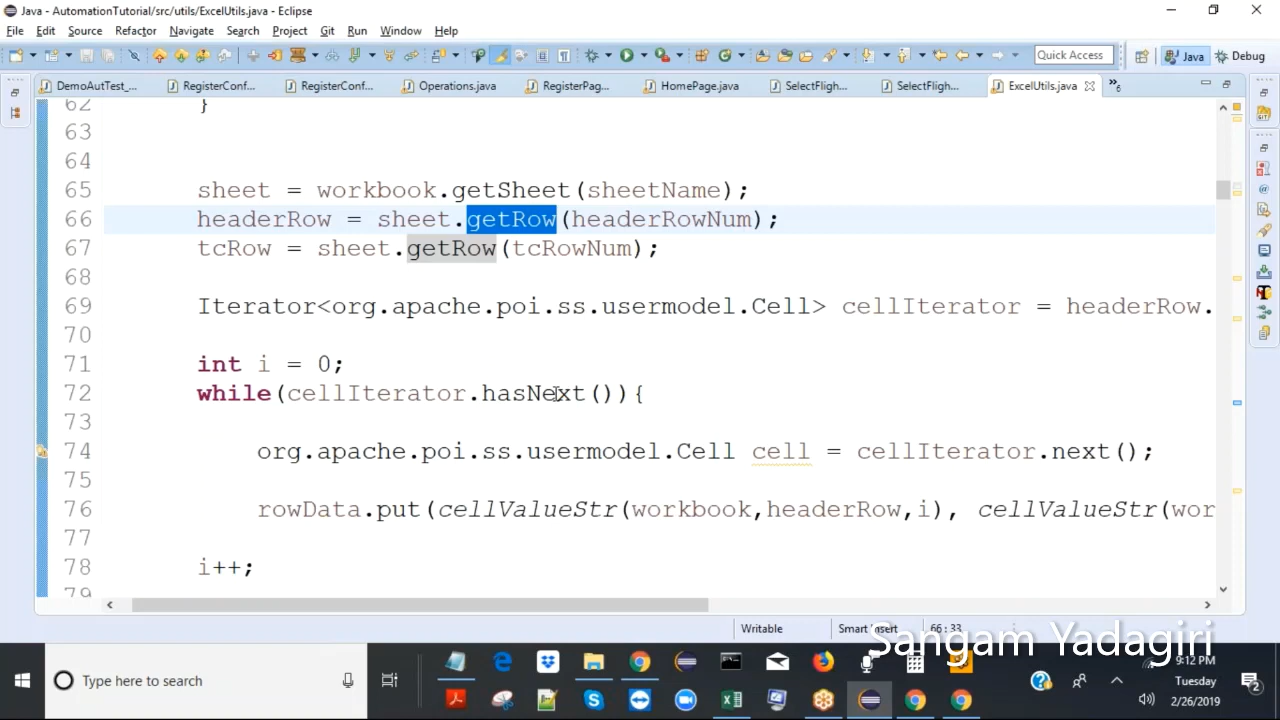 Java - AutomationTutorial/src/utils/ExcelUtils.java - Eclipse
File Edit Source Refactor Navigate Search Project Git Run Window Help
Quick Access Java Debug
DemoAutTest_... RegisterConf... RegisterConf... Operations.java RegisterPag... HomePage.java SelectFligh... SelectFligh... ExcelUtils.java »6
62 }
63
64
65 sheet = workbook.getSheet(sheetName);
66 headerRow = sheet.getRow(headerRowNum);
67 tcRow = sheet.getRow(tcRowNum);
68
69 Iterator<org.apache.poi.ss.usermodel.Cell> cellIterator = headerRow.
70
71 int i = 0;
72 while(cellIterator.hasNext()){
73
74 org.apache.poi.ss.usermodel.Cell cell = cellIterator.next();
75
76 rowData.put(cellValueStr(workbook,headerRow,i), cellValueStr(wor
77
78 i++;
79
Writable Smart Insert 66 : 33
Sangam Yadagiri
Type here to search
9:12 PM
Tuesday
2/26/2019
2